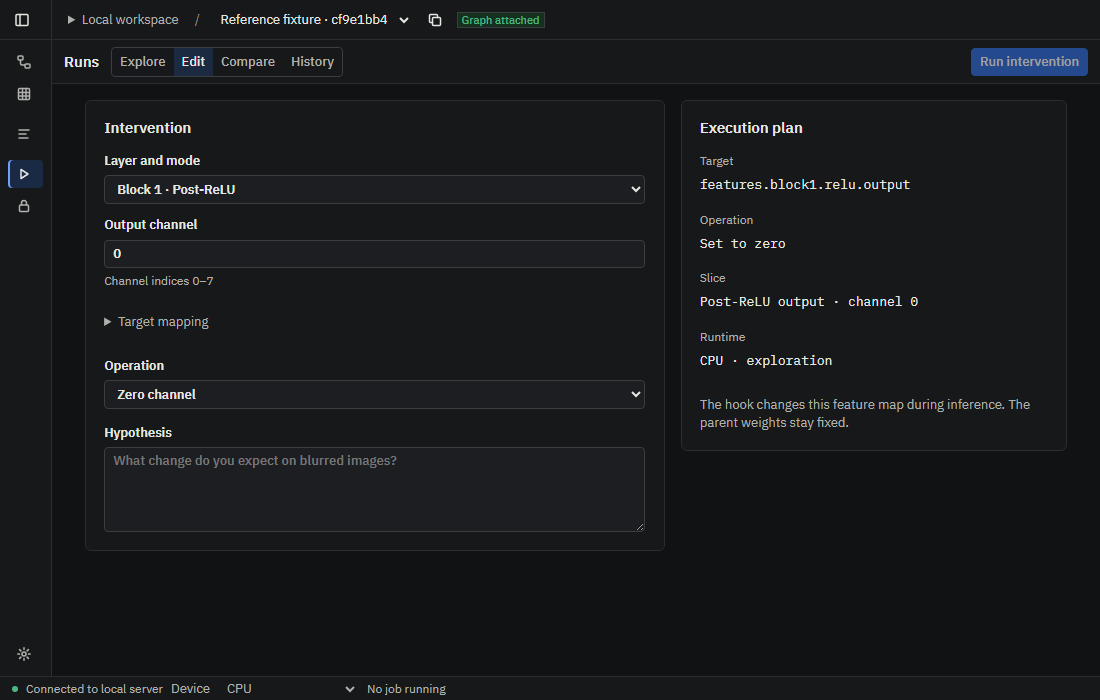 Local workspace / Reference fixture · cf9e1bb4 Graph attached
Runs Explore Edit Compare History Run intervention
Intervention
Layer and mode
Block 1 · Post-ReLU
Output channel
0
Channel indices 0–7
Target mapping
Operation
Zero channel
Hypothesis
What change do you expect on blurred images?
Execution plan
Target
features.block1.relu.output
Operation
Set to zero
Slice
Post-ReLU output · channel 0
Runtime
CPU · exploration
The hook changes this feature map during inference. The
parent weights stay fixed.
Connected to local server Device CPU No job running